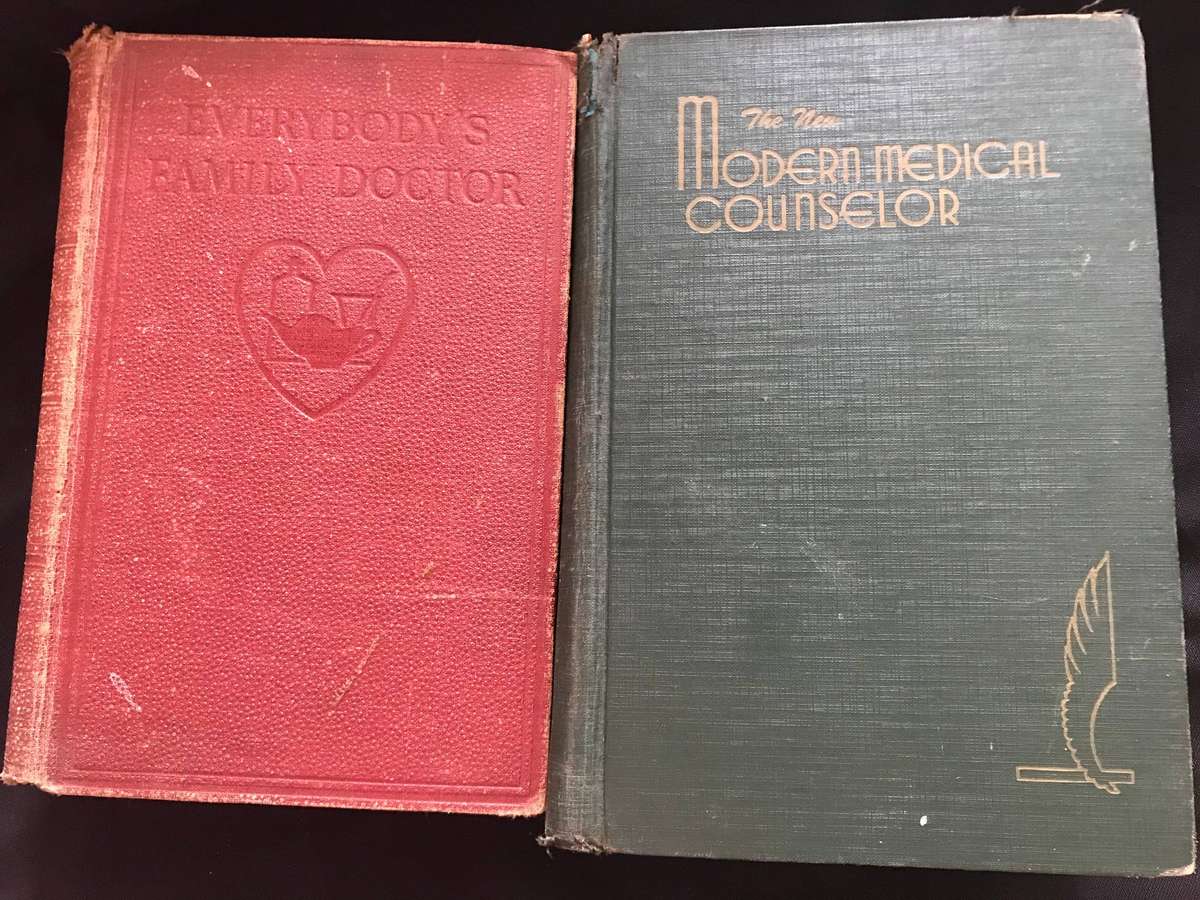 EVERYBODY'S
FAMILY DOCTOR
The New
MODERN MEDICAL
COUNSELOR